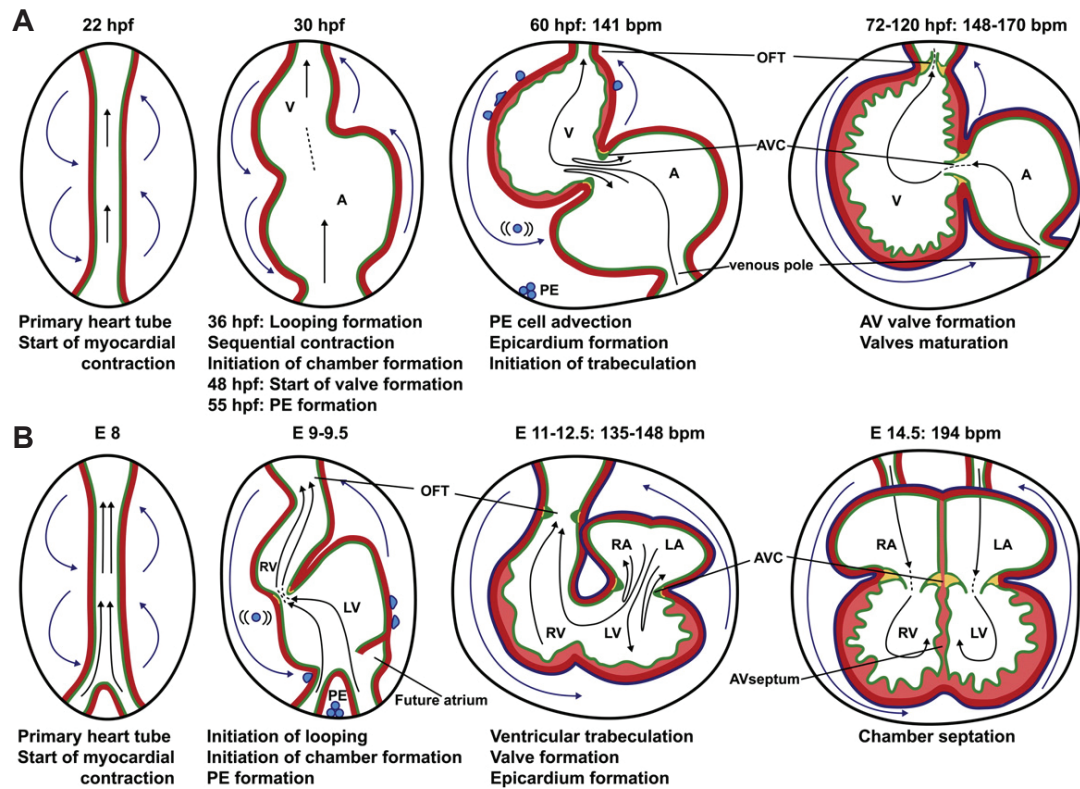 A
22 hpf
30 hpf
60 hpf: 141 bpm
72-120 hpf: 148-170 bpm
OFT
V
V
AVC
A
A
V
A
venous pole
PE
Primary heart tube
Start of myocardial
contraction
36 hpf: Looping formation
Sequential contraction
Initiation of chamber formation
48 hpf: Start of valve formation
55 hpf: PE formation
PE cell advection
Epicardium formation
Initiation of trabeculation
AV valve formation
Valves maturation
B
E 8
E 9-9.5
E 11-12.5: 135-148 bpm
E 14.5: 194 bpm
OFT
RV
LV
RA
LA
AVC
RA
LA
RV
LV
RV
LV
AVseptum
PE
Future atrium
Primary heart tube
Start of myocardial
contraction
Initiation of looping
Initiation of chamber formation
PE formation
Ventricular trabeculation
Valve formation
Epicardium formation
Chamber septation